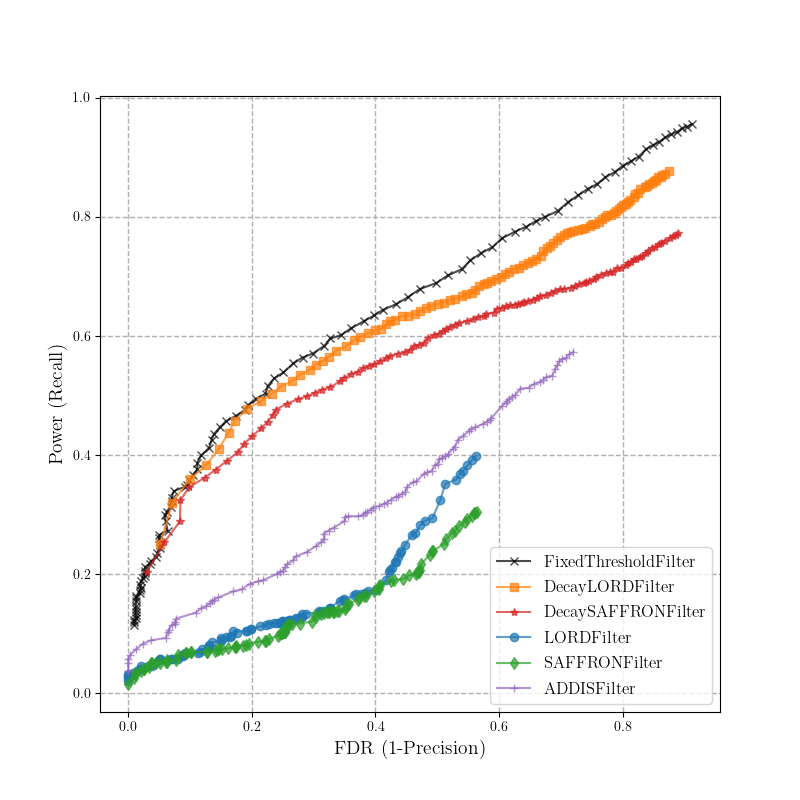 1.0
0.8
0.6
0.4
0.2
0.0
Power (Recall)
FixedThresholdFilter
DecayLORDFilter
DecaySAFFRONFilter
LORDFilter
SAFFRONFilter
ADDISFilter
0.0 0.2 0.4 0.6 0.8
FDR (1-Precision)